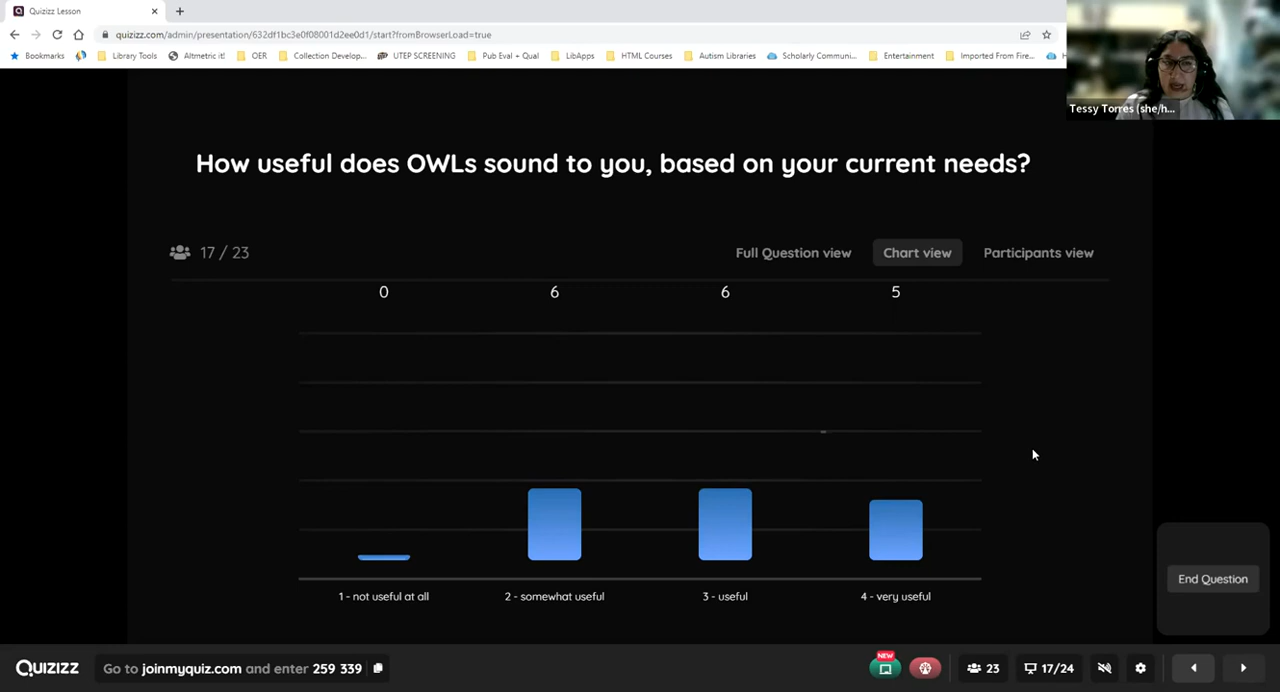 Quizizz Lesson
quizizz.com/admin/presentation/632df1bc3e0f08001d2ee0d1/start?fromBrowserLoad=true
Bookmarks Library Tools Altmetric it! OER Collection Develop... UTEP SCREENING Pub Eval + Qual LibApps HTML Courses Autism Libraries Scholarly Communi... Entertainment Imported From Fire... H
Tessy Torres (she/h...
How useful does OWLs sound to you, based on your current needs?
17 / 23 Full Question view Chart view Participants view
0 6 6 5
1 - not useful at all 2 - somewhat useful 3 - useful 4 - very useful
End Question
QUIZIZZ Go to joinmyquiz.com and enter 259 339 NEW 23 17/24